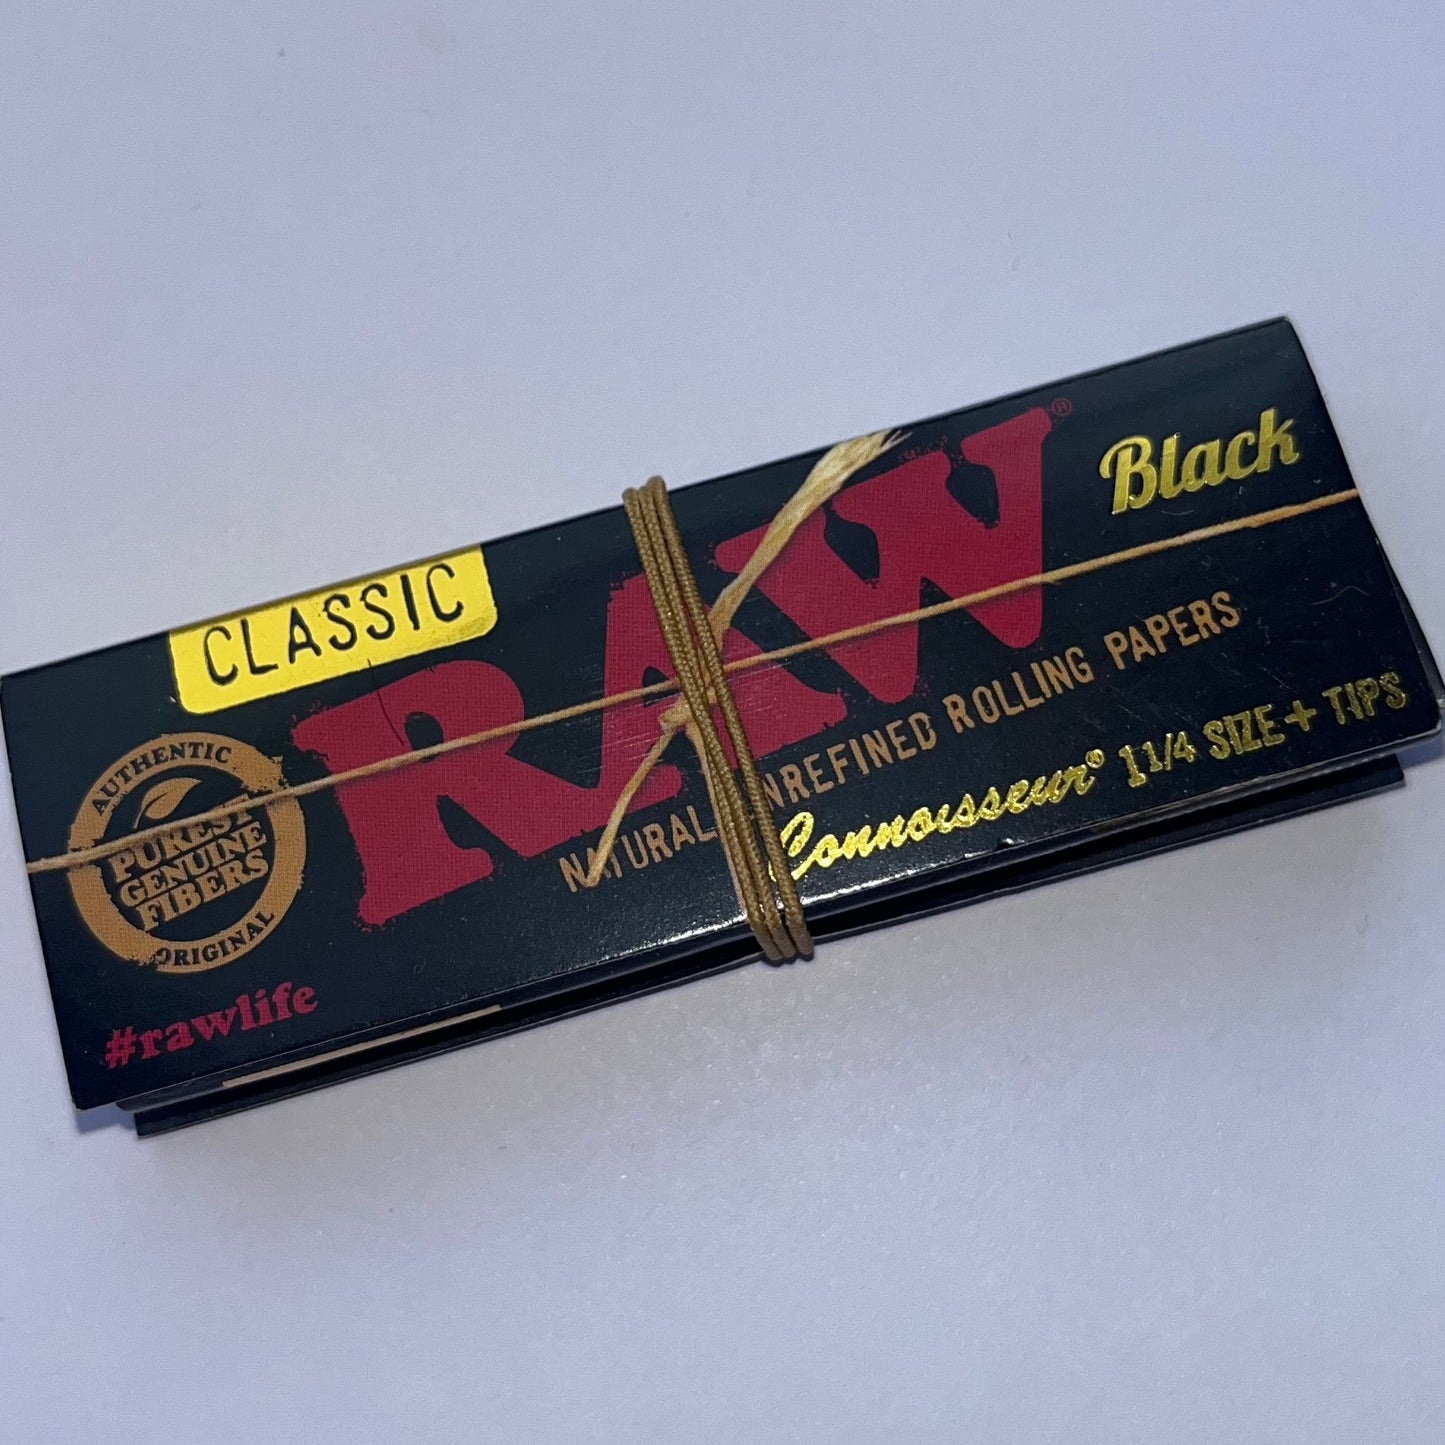 CLASSIC
RAW®
Black
NATURAL UNREFINED ROLLING PAPERS
Connoisseur® 1 1/4 SIZE + TIPS
AUTHENTIC
PUREST
GENUINE
FIBERS
ORIGINAL
#rawlife